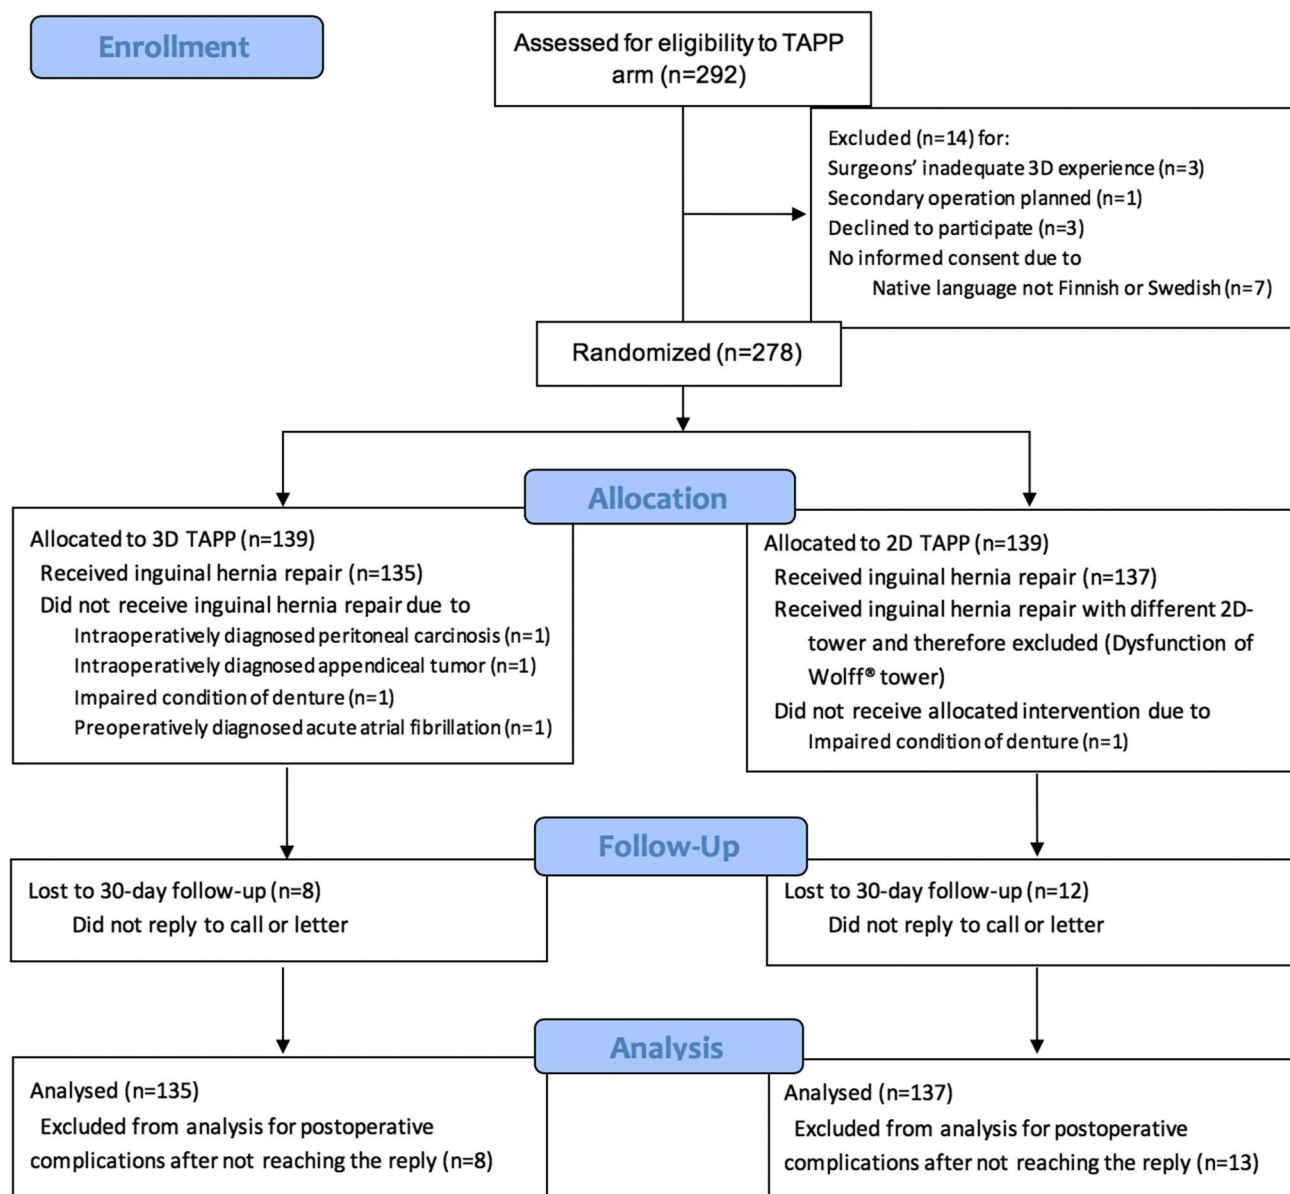 Enrollment
Assessed for eligibility to TAPP
arm (n=292)
Excluded (n=14) for:
Surgeons’ inadequate 3D experience (n=3)
Secondary operation planned (n=1)
Declined to participate (n=3)
No informed consent due to
Native language not Finnish or Swedish (n=7)
Randomized (n=278)
Allocation
Allocated to 3D TAPP (n=139)
Received inguinal hernia repair (n=135)
Did not receive inguinal hernia repair due to
Intraoperatively diagnosed peritoneal carcinosis (n=1)
Intraoperatively diagnosed appendiceal tumor (n=1)
Impaired condition of denture (n=1)
Preoperatively diagnosed acute atrial fibrillation (n=1)
Allocated to 2D TAPP (n=139)
Received inguinal hernia repair (n=137)
Received inguinal hernia repair with different 2D-
tower and therefore excluded (Dysfunction of
Wolff® tower)
Did not receive allocated intervention due to
Impaired condition of denture (n=1)
Follow-Up
Lost to 30-day follow-up (n=8)
Did not reply to call or letter
Lost to 30-day follow-up (n=12)
Did not reply to call or letter
Analysis
Analysed (n=135)
Excluded from analysis for postoperative
complications after not reaching the reply (n=8)
Analysed (n=137)
Excluded from analysis for postoperative
complications after not reaching the reply (n=13)